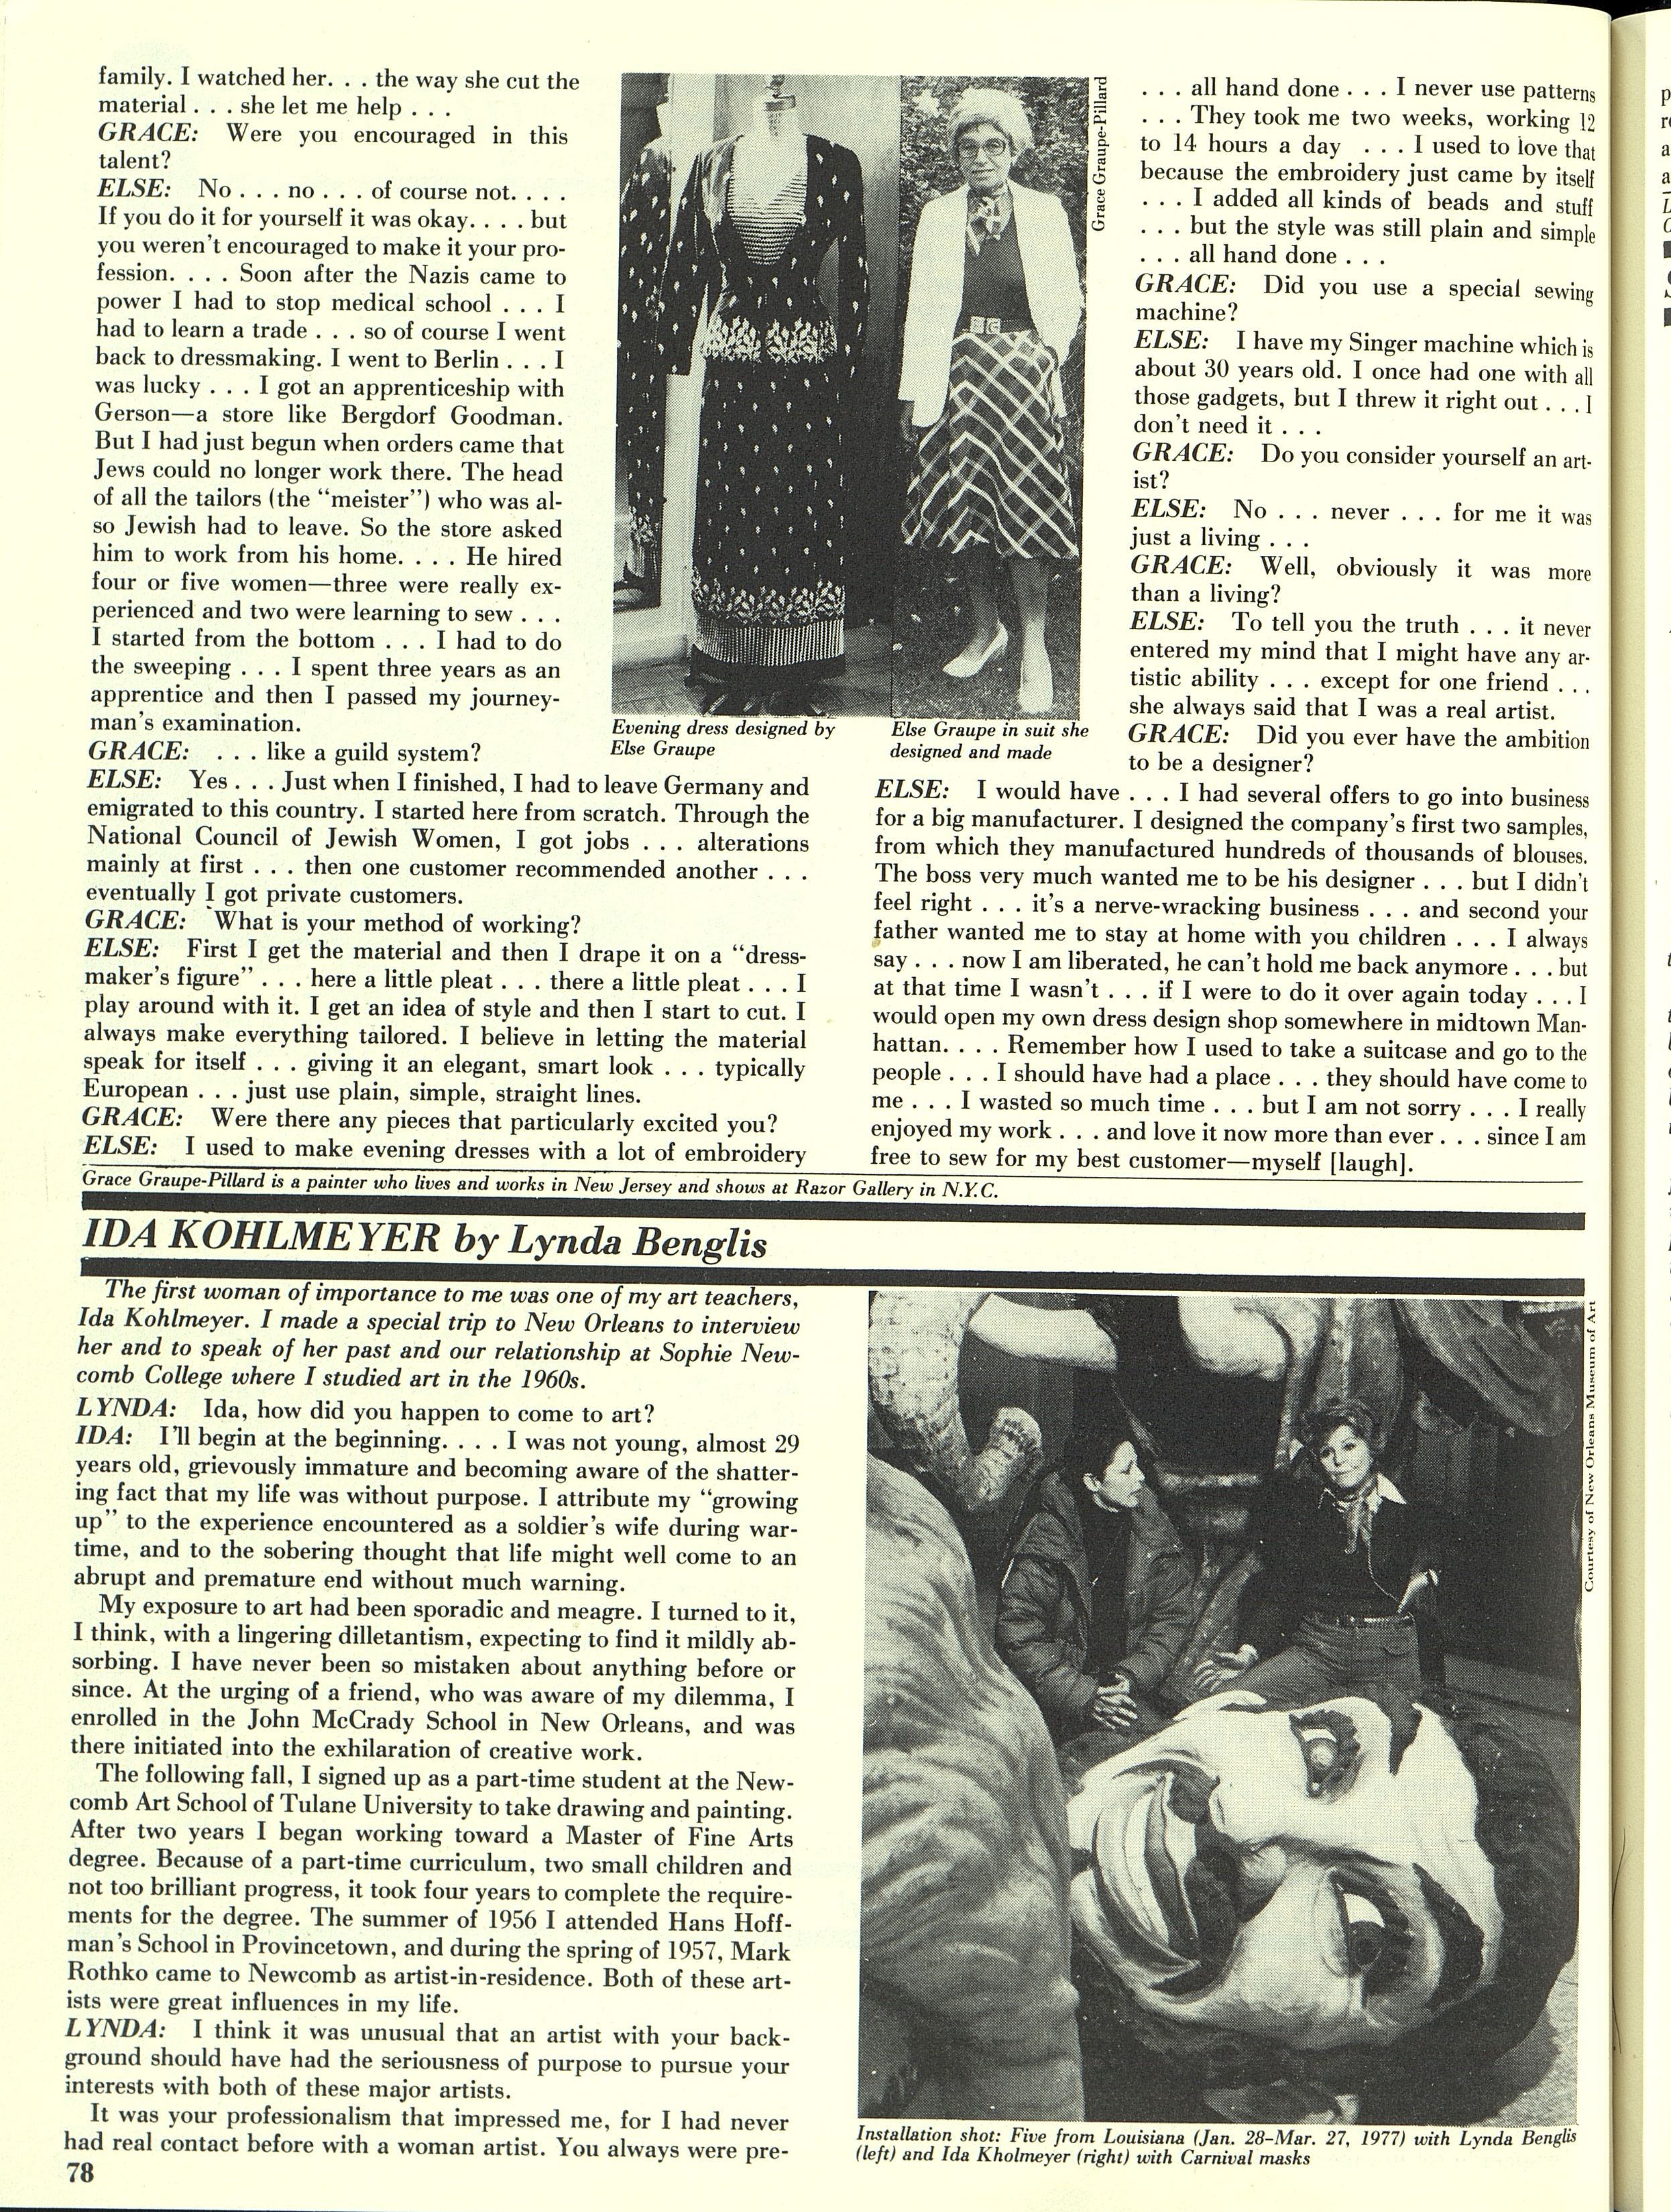 family. I watched her. . . the way she cut the
material . . . she let me help . . .
GRACE: Were you encouraged in this
talent?
ELSE: No . . . no . . . of course not. . . .
If you do it for yourself it was okay. . . . but
you weren't encouraged to make it your pro-
fession. . . . Soon after the Nazis came to
power I had to stop medical school . . . I
had to learn a trade . . . so of course I went
back to dressmaking. I went to Berlin . . . I
was lucky . . . I got an apprenticeship with
Gerson—a store like Bergdorf Goodman.
But I had just begun when orders came that
Jews could no longer work there. The head
of all the tailors (the "meister") who was al-
so Jewish had to leave. So the store asked
him to work from his home. . . . He hired
four or five women—three were really ex-
perienced and two were learning to sew . . .
I started from the bottom . . . I had to do
the sweeping . . . I spent three years as an
apprentice and then I passed my journey-
man's examination.
GRACE: . . . like a guild system?
ELSE: Yes . . . Just when I finished, I had to leave Germany and
emigrated to this country. I started here from scratch. Through the
National Council of Jewish Women, I got jobs . . . alterations
mainly at first . . . then one customer recommended another . . .
eventually I got private customers.
GRACE: What is your method of working?
ELSE: First I get the material and then I drape it on a "dress-
maker's figure" . . . here a little pleat . . . there a little pleat . . . I
play around with it. I get an idea of style and then I start to cut. I
always make everything tailored. I believe in letting the material
speak for itself . . . giving it an elegant, smart look . . . typically
European . . . just use plain, simple, straight lines.
GRACE: Were there any pieces that particularly excited you?
ELSE: I used to make evening dresses with a lot of embroidery
Grace Graupe-Pillard
Evening dress designed by
Else Graupe
Else Graupe in suit she
designed and made
. . . all hand done . . . I never use patterns
. . . They took me two weeks, working 12
to 14 hours a day . . . I used to love that
because the embroidery just came by itself
. . . I added all kinds of beads and stuff
. . . but the style was still plain and simple
. . . all hand done . . .
GRACE: Did you use a special sewing
machine?
ELSE: I have my Singer machine which is
about 30 years old. I once had one with all
those gadgets, but I threw it right out . . . I
don't need it . . .
GRACE: Do you consider yourself an art-
ist?
ELSE: No . . . never . . . for me it was
just a living . . .
GRACE: Well, obviously it was more
than a living?
ELSE: To tell you the truth . . . it never
entered my mind that I might have any ar-
tistic ability . . . except for one friend . . .
she always said that I was a real artist.
GRACE: Did you ever have the ambition
to be a designer?
ELSE: I would have . . . I had several offers to go into business
for a big manufacturer. I designed the company's first two samples,
from which they manufactured hundreds of thousands of blouses.
The boss very much wanted me to be his designer . . . but I didn't
feel right . . . it's a nerve-wracking business . . . and second your
father wanted me to stay at home with you children . . . I always
say . . . now I am liberated, he can't hold me back anymore . . . but
at that time I wasn't . . . if I were to do it over again today . . . I
would open my own dress design shop somewhere in midtown Man-
hattan. . . . Remember how I used to take a suitcase and go to the
people . . . I should have had a place . . . they should have come to
me . . . I wasted so much time . . . but I am not sorry . . . I really
enjoyed my work . . . and love it now more than ever . . . since I am
free to sew for my best customer—myself [laugh].
Grace Graupe-Pillard is a painter who lives and works in New Jersey and shows at Razor Gallery in N.Y.C.
IDA KOHLMEYER by Lynda Benglis
The first woman of importance to me was one of my art teachers,
Ida Kohlmeyer. I made a special trip to New Orleans to interview
her and to speak of her past and our relationship at Sophie New-
comb College where I studied art in the 1960s.
LYNDA: Ida, how did you happen to come to art?
IDA: I'll begin at the beginning. . . . I was not young, almost 29
years old, grievously immature and becoming aware of the shatter-
ing fact that my life was without purpose. I attribute my "growing
up" to the experience encountered as a soldier's wife during war-
time, and to the sobering thought that life might well come to an
abrupt and premature end without much warning.
My exposure to art had been sporadic and meagre. I turned to it,
I think, with a lingering dilletantism, expecting to find it mildly ab-
sorbing. I have never been so mistaken about anything before or
since. At the urging of a friend, who was aware of my dilemma, I
enrolled in the John McCrady School in New Orleans, and was
there initiated into the exhilaration of creative work.
The following fall, I signed up as a part-time student at the New-
comb Art School of Tulane University to take drawing and painting.
After two years I began working toward a Master of Fine Arts
degree. Because of a part-time curriculum, two small children and
not too brilliant progress, it took four years to complete the require-
ments for the degree. The summer of 1956 I attended Hans Hoff-
man's School in Provincetown, and during the spring of 1957, Mark
Rothko came to Newcomb as artist-in-residence. Both of these art-
ists were great influences in my life.
LYNDA: I think it was unusual that an artist with your back-
ground should have had the seriousness of purpose to pursue your
interests with both of these major artists.
It was your professionalism that impressed me, for I had never
had real contact before with a woman artist. You always were pre-
Courtesy of New Orleans Museum of Art
Installation shot: Five from Louisiana (Jan. 28–Mar. 27, 1977) with Lynda Benglis
(left) and Ida Kholmeyer (right) with Carnival masks
78